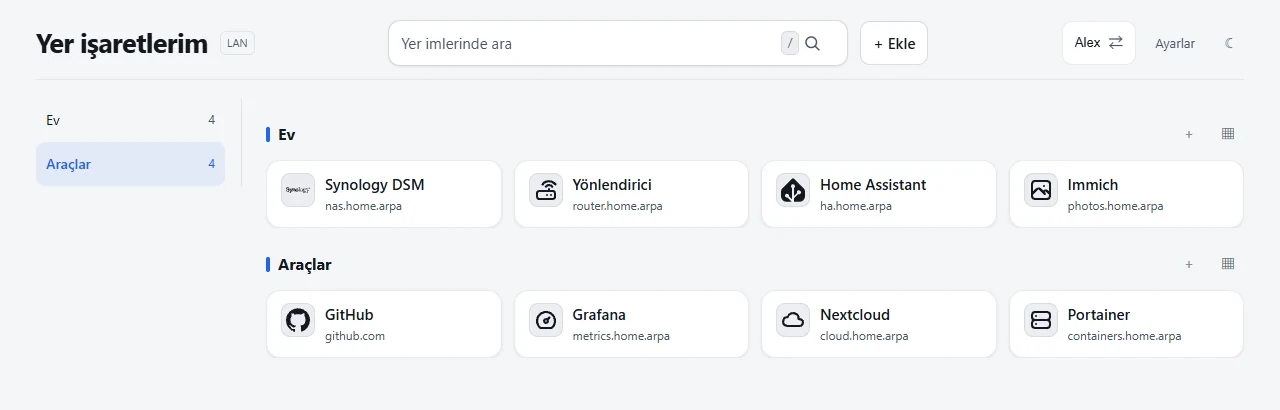 Yer işaretlerim LAN
Yer imlerinde ara /
+ Ekle
Alex
Ayarlar
Ev 4
Araçlar 4
Ev
+
Synology
Synology DSM
nas.home.arpa
Yönlendirici
router.home.arpa
Home Assistant
ha.home.arpa
Immich
photos.home.arpa
Araçlar
+
GitHub
github.com
Grafana
metrics.home.arpa
Nextcloud
cloud.home.arpa
Portainer
containers.home.arpa